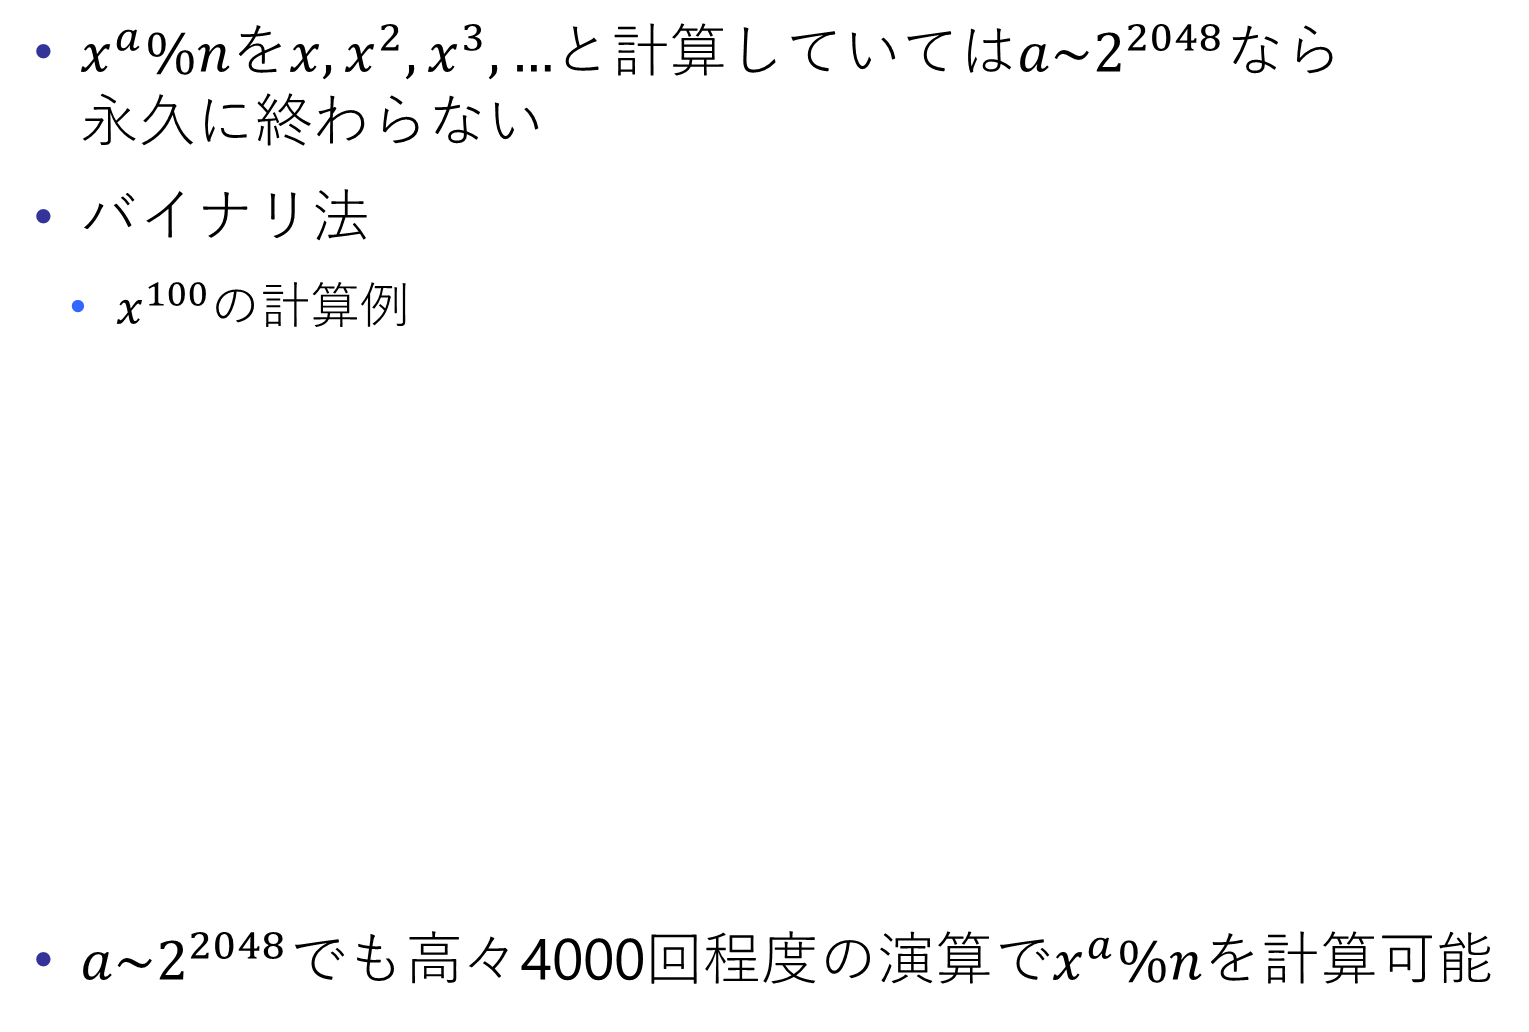 • x^a%nをx, x^2, x^3, …と計算していてはa~2^2048なら
永久に終わらない
• バイナリ法
• x^100の計算例
• a~2^2048でも高々4000回程度の演算でx^a%nを計算可能